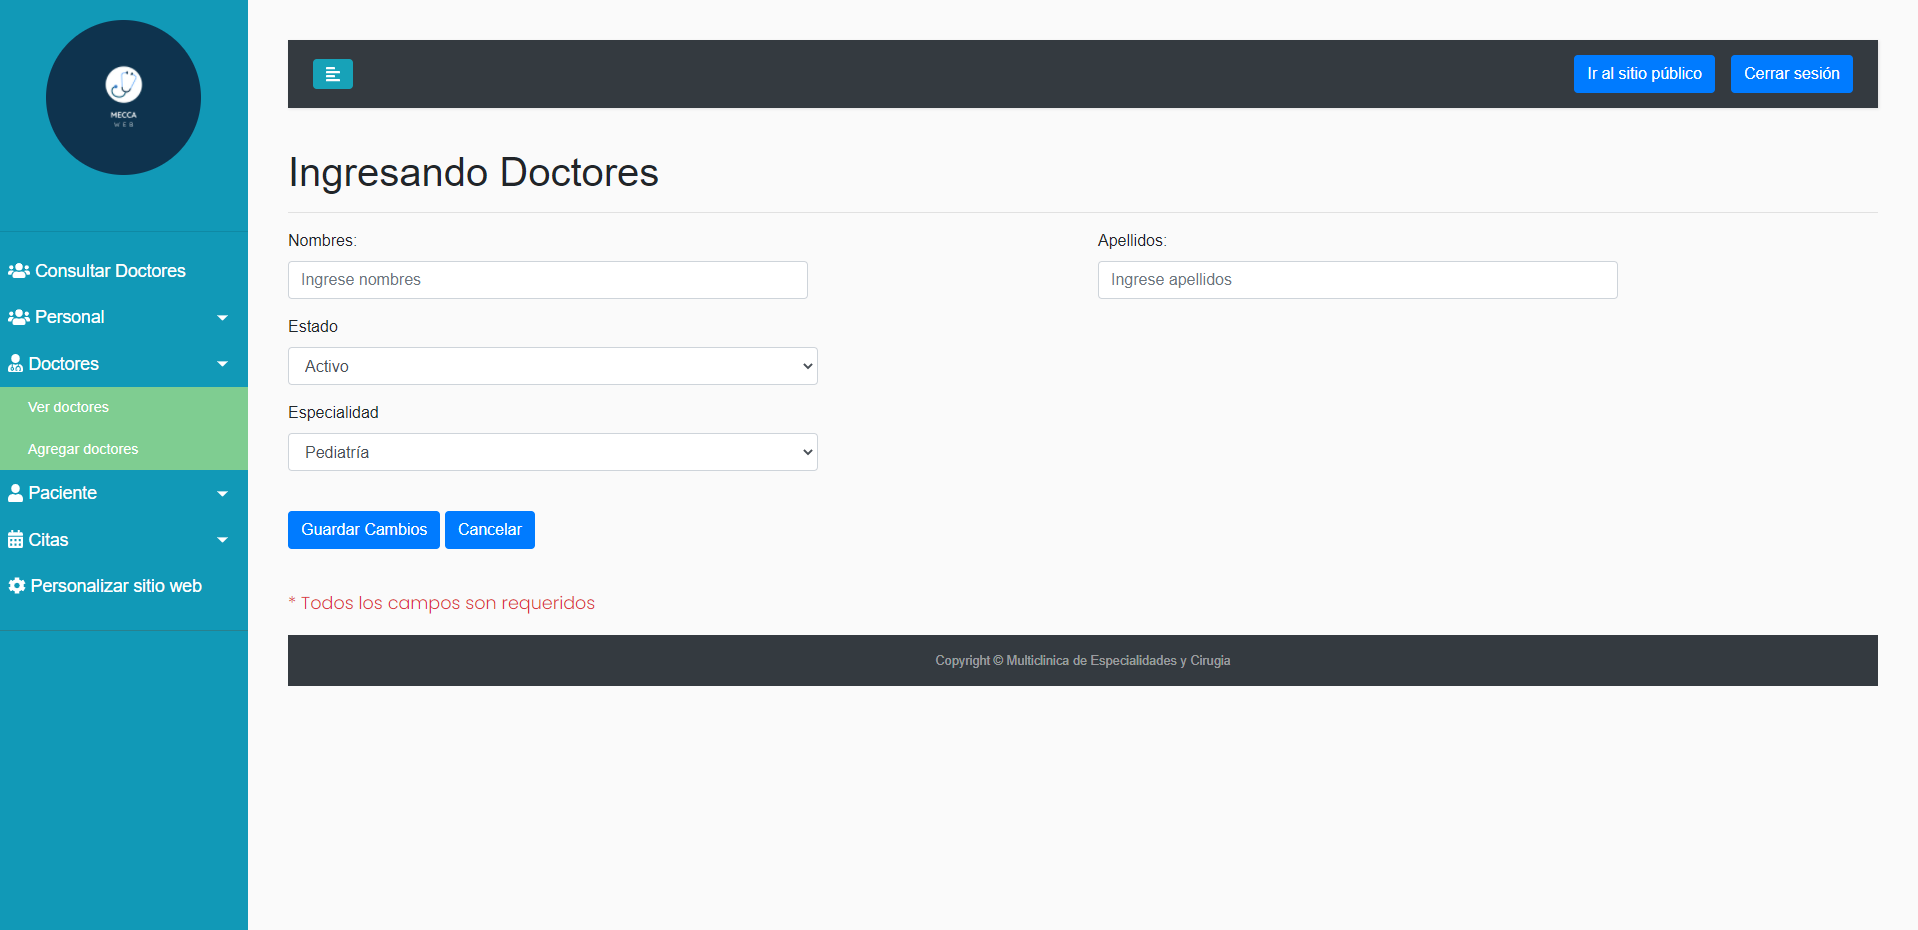 MECCA
WEB
Consultar Doctores
Personal
Doctores
Ver doctores
Agregar doctores
Paciente
Citas
Personalizar sitio web
Ir al sitio público
Cerrar sesión
Ingresando Doctores
Nombres:
Apellidos:
Ingrese nombres
Ingrese apellidos
Estado
Activo
Especialidad
Pediatría
Guardar Cambios
Cancelar
* Todos los campos son requeridos
Copyright © Multiclinica de Especialidades y Cirugia